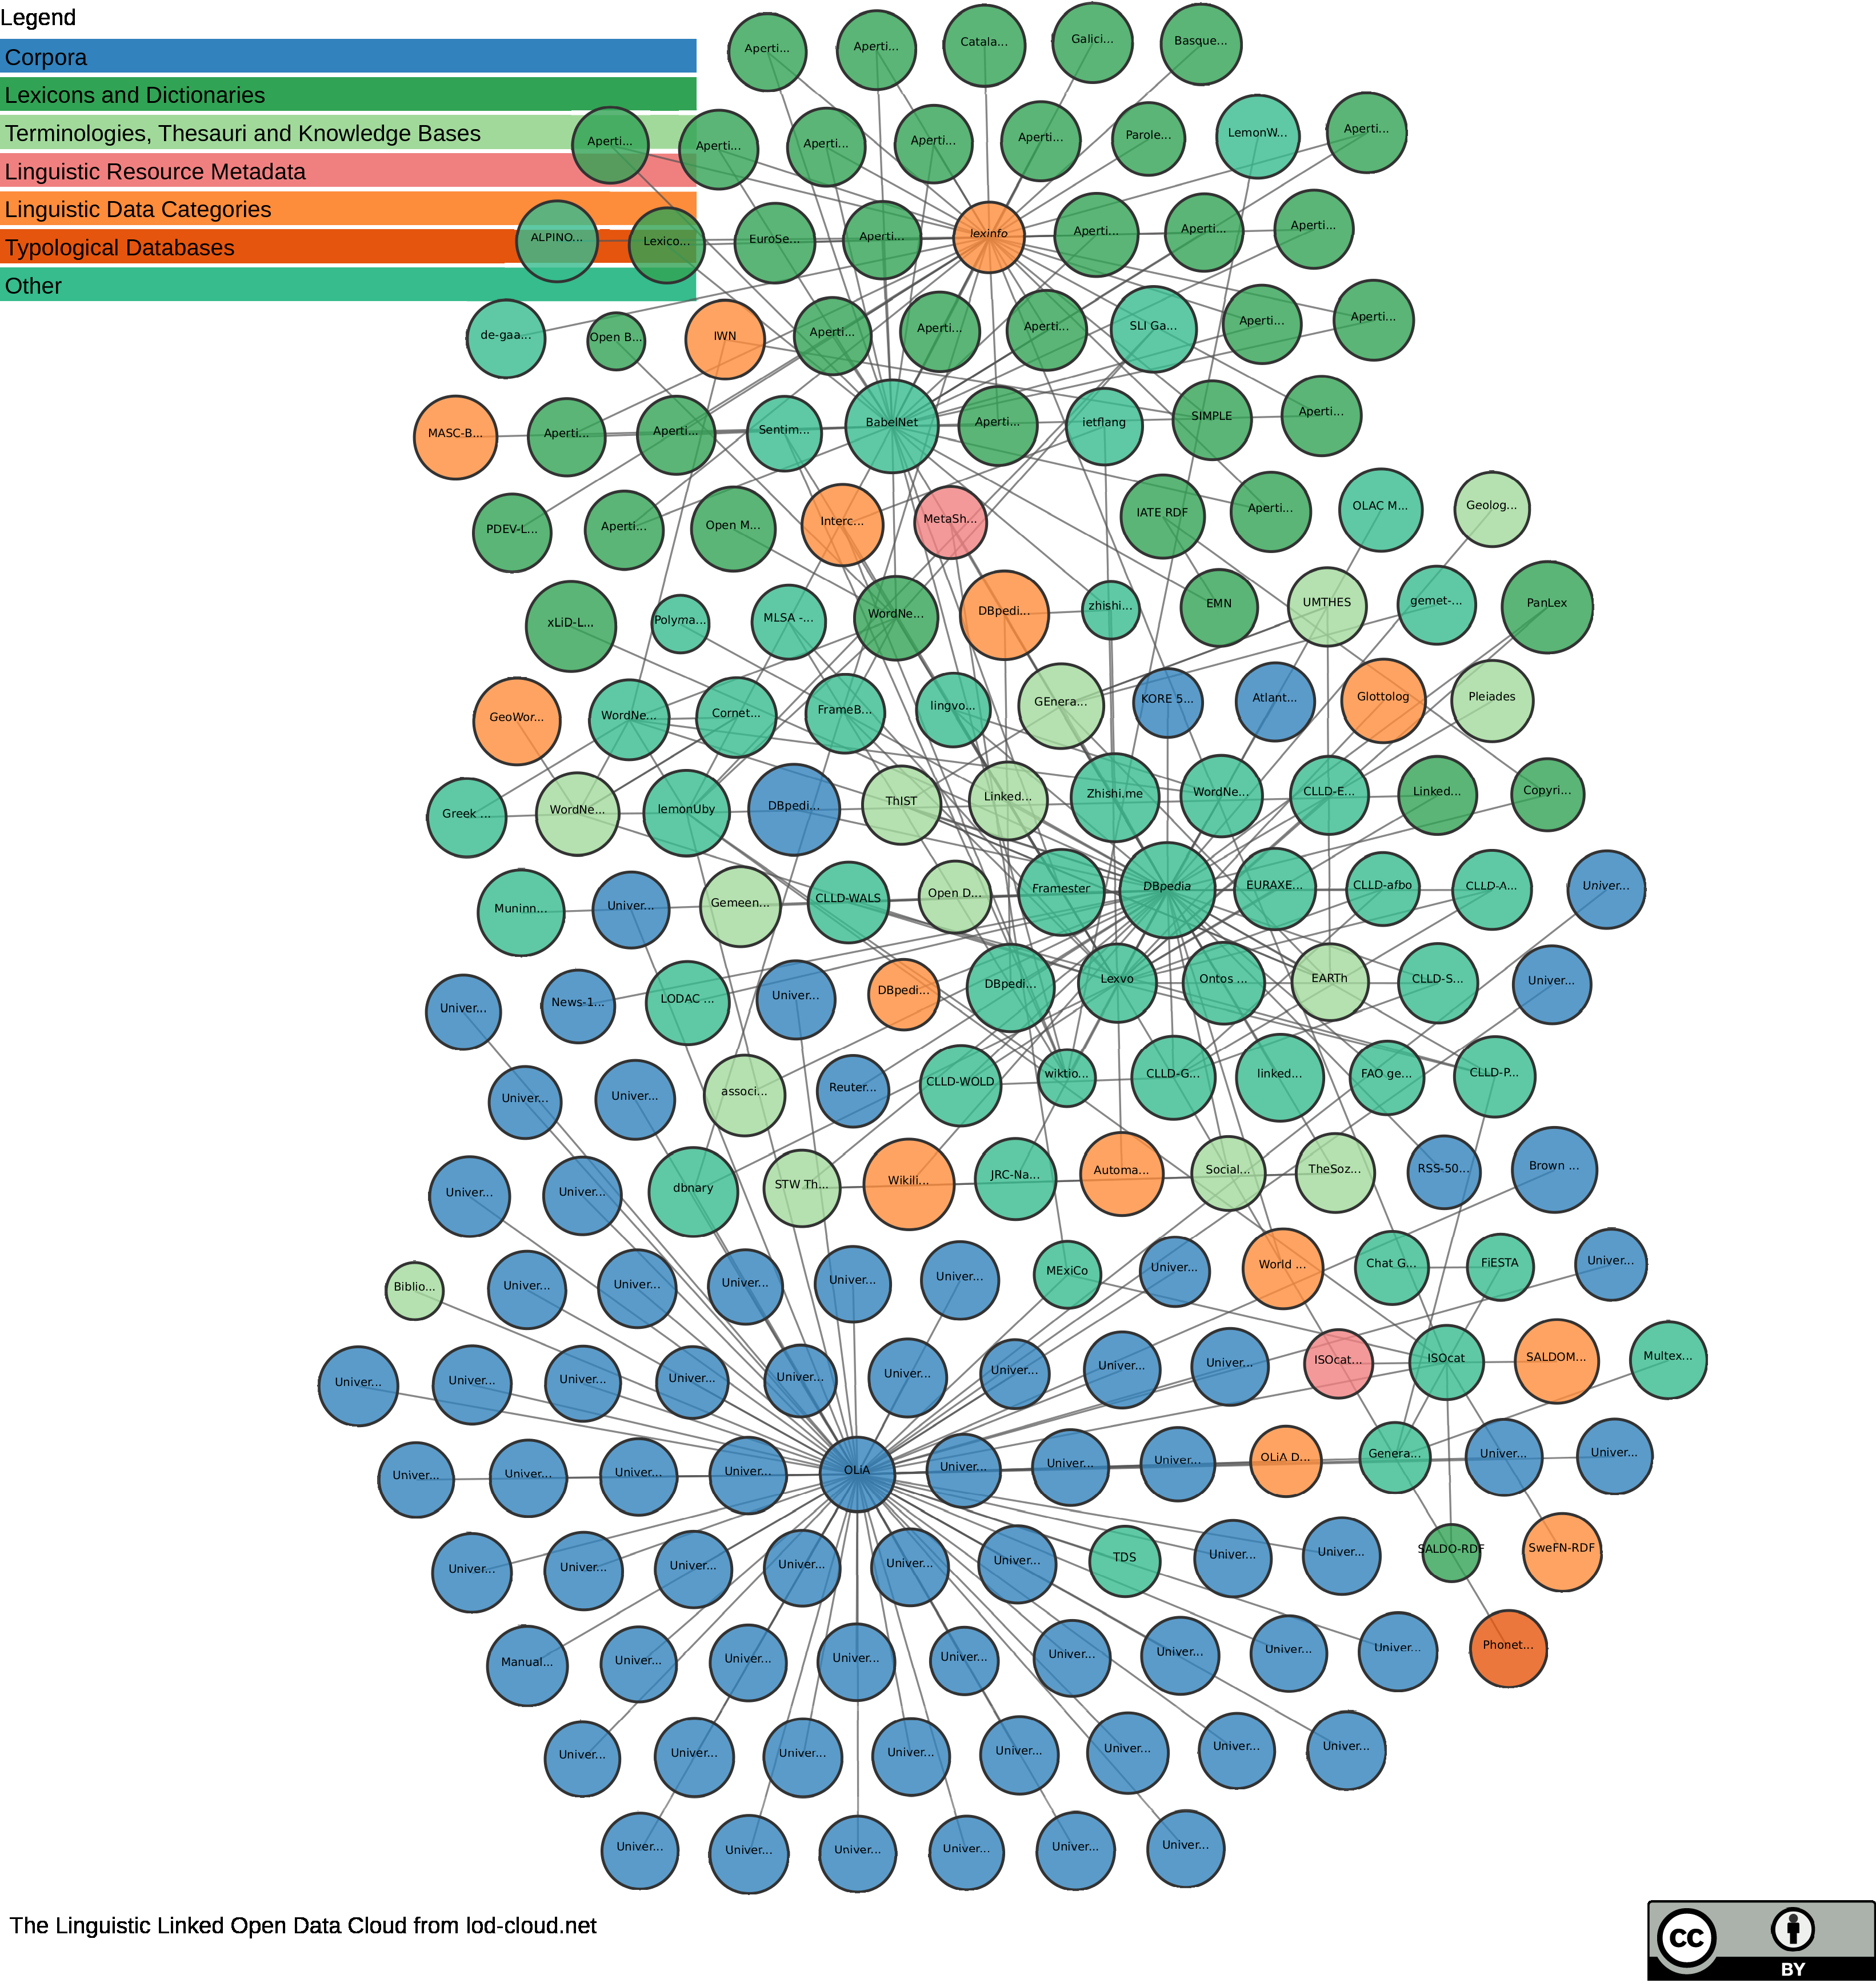 Legend
Corpora
Lexicons and Dictionaries
Terminologies, Thesauri and Knowledge Bases
Linguistic Resource Metadata
Linguistic Data Categories
Typological Databases
Other
Aperti...
Aperti...
Catala...
Galici...
Basque...
Aperti...
Aperti...
Aperti...
Aperti...
Aperti...
Parole...
LemonW...
Aperti...
ALPINO...
Lexico...
EuroSe...
Aperti...
lexinfo
Aperti...
Aperti...
Aperti...
de-gaa...
Open B...
IWN
Aperti...
Aperti...
Aperti...
SLI Ga...
Aperti...
Aperti...
MASC-B...
Aperti...
Aperti...
Sentim...
BabelNet
Aperti...
ietflang
SIMPLE
Aperti...
PDEV-L...
Aperti...
Open M...
Interc...
MetaSh...
IATE RDF
Aperti...
OLAC M...
Geolog...
xLiD-L...
Polyma...
MLSA -...
WordNe...
DBpedi...
zhishi...
EMN
UMTHES
gemet-...
PanLex
GeoWor...
WordNe...
Cornet...
FrameB...
lingvo...
GEnera...
KORE 5...
Atlant...
Glottolog
Pleiades
Greek ...
WordNe...
lemonUby
DBpedi...
ThIST
Linked...
Zhishi.me
WordNe...
CLLD-E...
Linked...
Copyri...
Muninn...
Univer...
Gemeen...
CLLD-WALS
Open D...
Framester
DBpedia
EURAXE...
CLLD-afbo
CLLD-A...
Univer...
Univer...
News-1...
LODAC ...
Univer...
DBpedi...
DBpedi...
Lexvo
Ontos ...
EARTh
CLLD-S...
Univer...
Univer...
Univer...
associ...
Reuter...
CLLD-WOLD
wiktio...
CLLD-G...
linked...
FAO ge...
CLLD-P...
Univer...
Univer...
dbnary
STW Th...
Wikili...
JRC-Na...
Automa...
Social...
TheSoz...
RSS-50...
Brown ...
Biblio...
Univer...
Univer...
Univer...
Univer...
Univer...
MExiCo
Univer...
World ...
Chat G...
FiESTA
Univer...
Univer...
Univer...
Univer...
Univer...
Univer...
Univer...
Univer...
Univer...
Univer...
ISOcat...
ISOcat
SALDOM...
Multex...
Univer...
Univer...
Univer...
Univer...
OLiA
Univer...
Univer...
Univer...
OLiA D...
Genera...
Univer...
Univer...
Univer...
Univer...
Univer...
Univer...
Univer...
Univer...
TDS
Univer...
Univer...
SALDO-RDF
SweFN-RDF
Manual...
Univer...
Univer...
Univer...
Univer...
Univer...
Univer...
Univer...
Univer...
Phonet...
Univer...
Univer...
Univer...
Univer...
Univer...
Univer...
Univer...
Univer...
Univer...
Univer...
Univer...
Univer...
Univer...
Univer...
The Linguistic Linked Open Data Cloud from lod-cloud.net
CC
BY